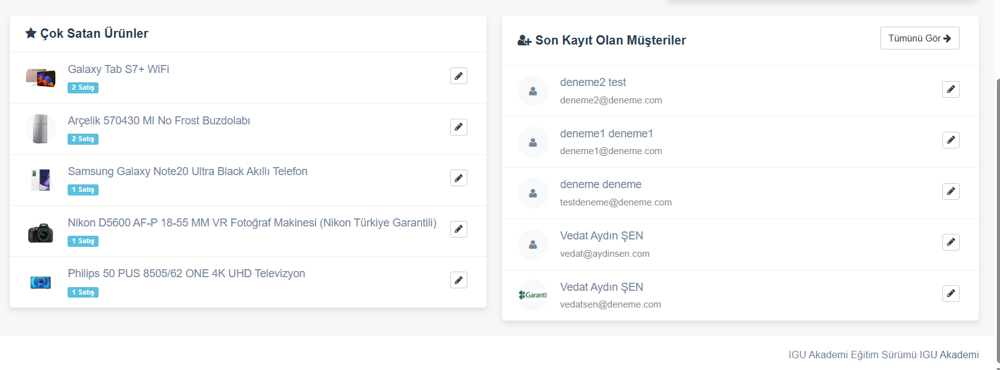 Çok Satan Ürünler
Galaxy Tab S7+ WiFi
2 Satış
Arçelik 570430 MI No Frost Buzdolabı
2 Satış
Samsung Galaxy Note20 Ultra Black Akıllı Telefon
1 Satış
Nikon D5600 AF-P 18-55 MM VR Fotoğraf Makinesi (Nikon Türkiye Garantili)
1 Satış
Philips 50 PUS 8505/62 ONE 4K UHD Televizyon
1 Satış
Son Kayıt Olan Müşteriler
Tümünü Gör
deneme2 test
deneme2@deneme.com
deneme1 deneme1
deneme1@deneme.com
deneme deneme
testdeneme@deneme.com
Vedat Aydın ŞEN
vedat@aydinsen.com
Garanti
Vedat Aydın ŞEN
vedatsen@deneme.com
IGU Akademi Eğitim Sürümü IGU Akademi